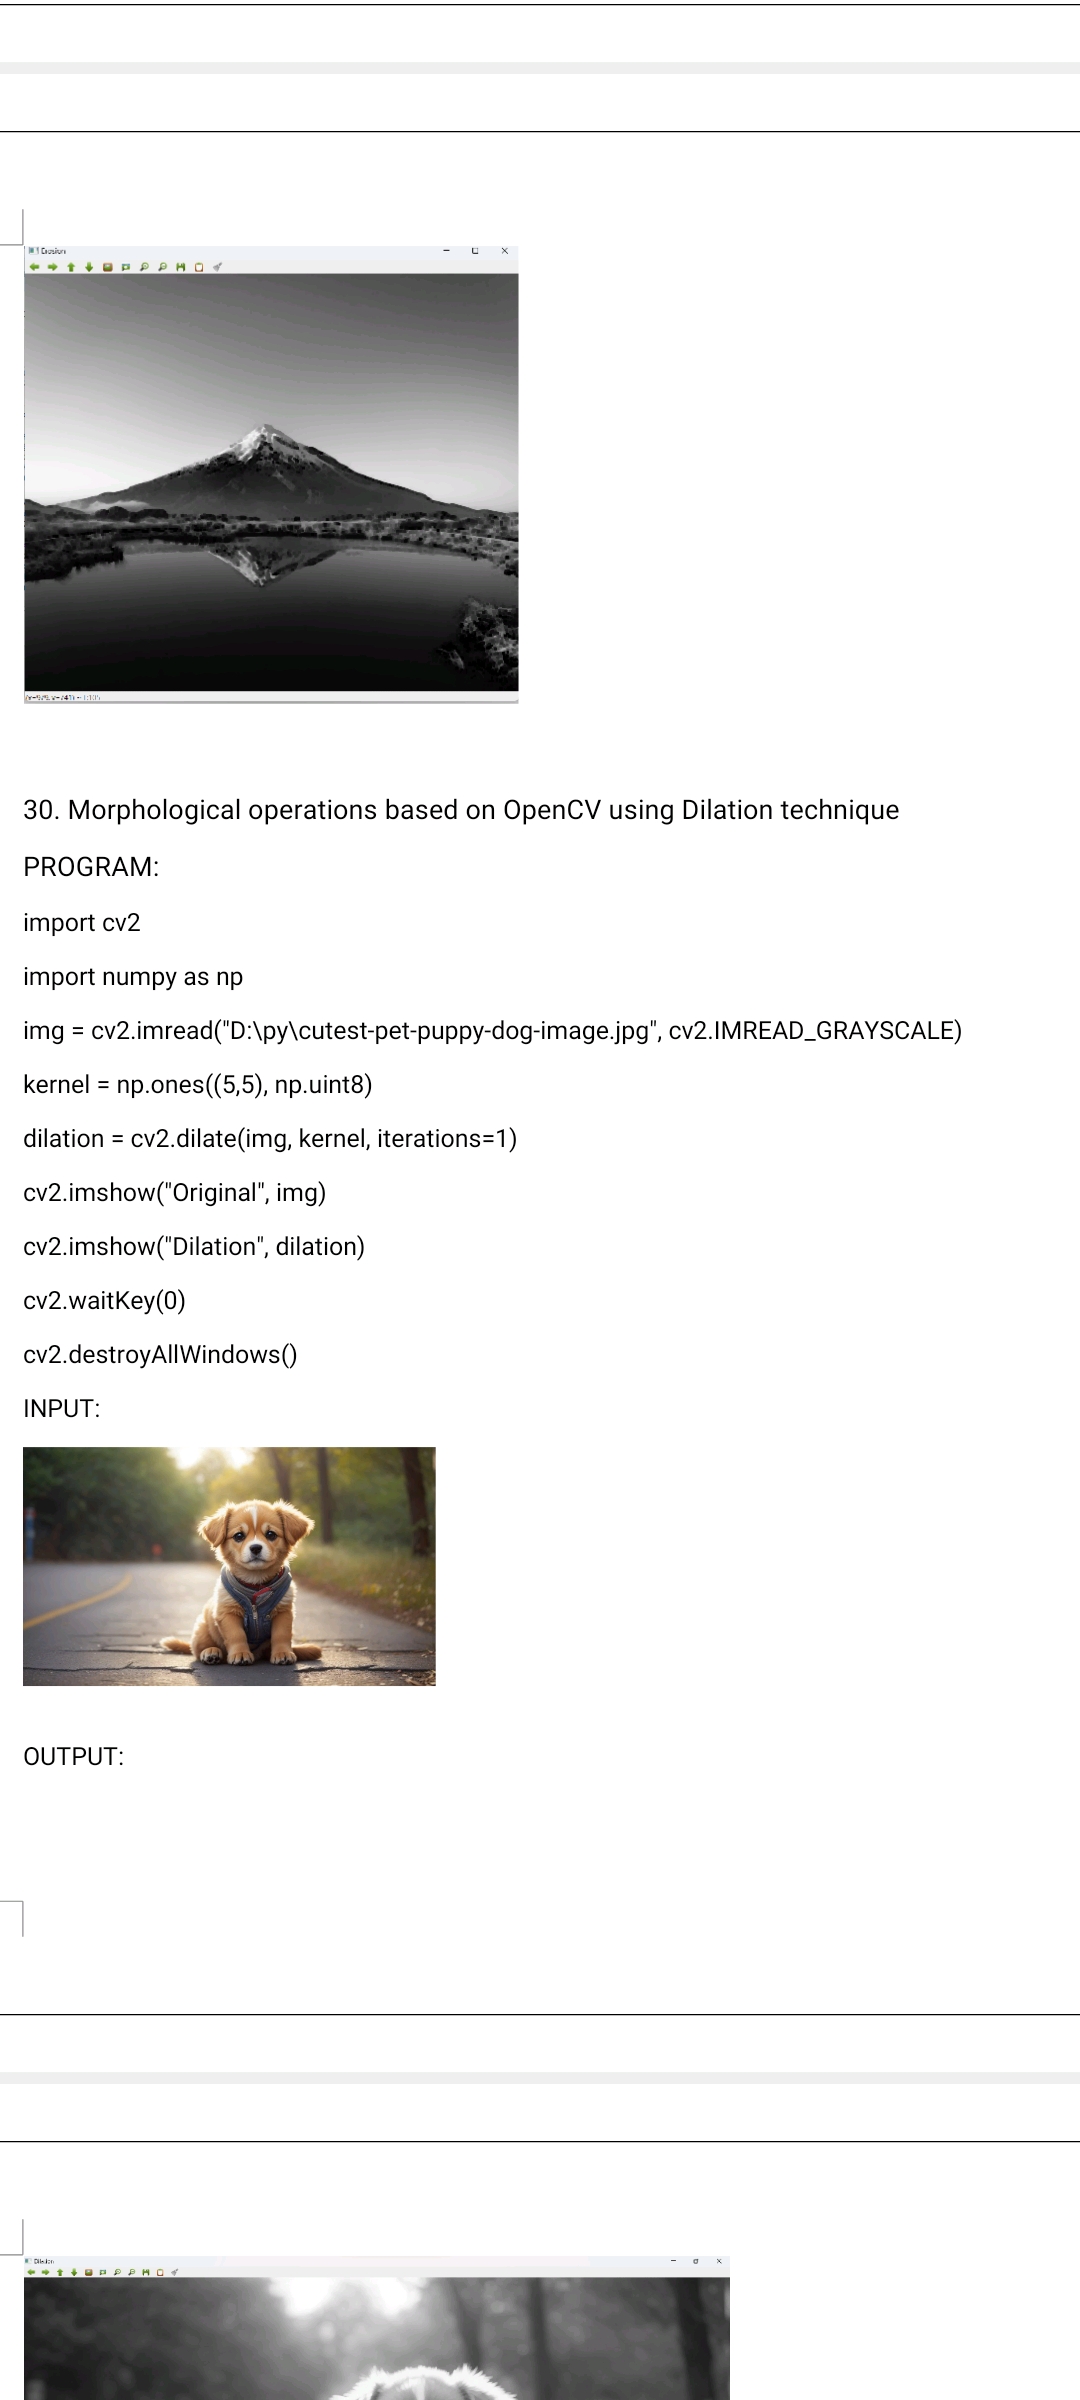 Erosion
30. Morphological operations based on OpenCV using Dilation technique
PROGRAM:
import cv2
import numpy as np
img = cv2.imread("D:\py\cutest-pet-puppy-dog-image.jpg", cv2.IMREAD_GRAYSCALE)
kernel = np.ones((5,5), np.uint8)
dilation = cv2.dilate(img, kernel, iterations=1)
cv2.imshow("Original", img)
cv2.imshow("Dilation", dilation)
cv2.waitKey(0)
cv2.destroyAllWindows()
INPUT:
OUTPUT:
Dilation